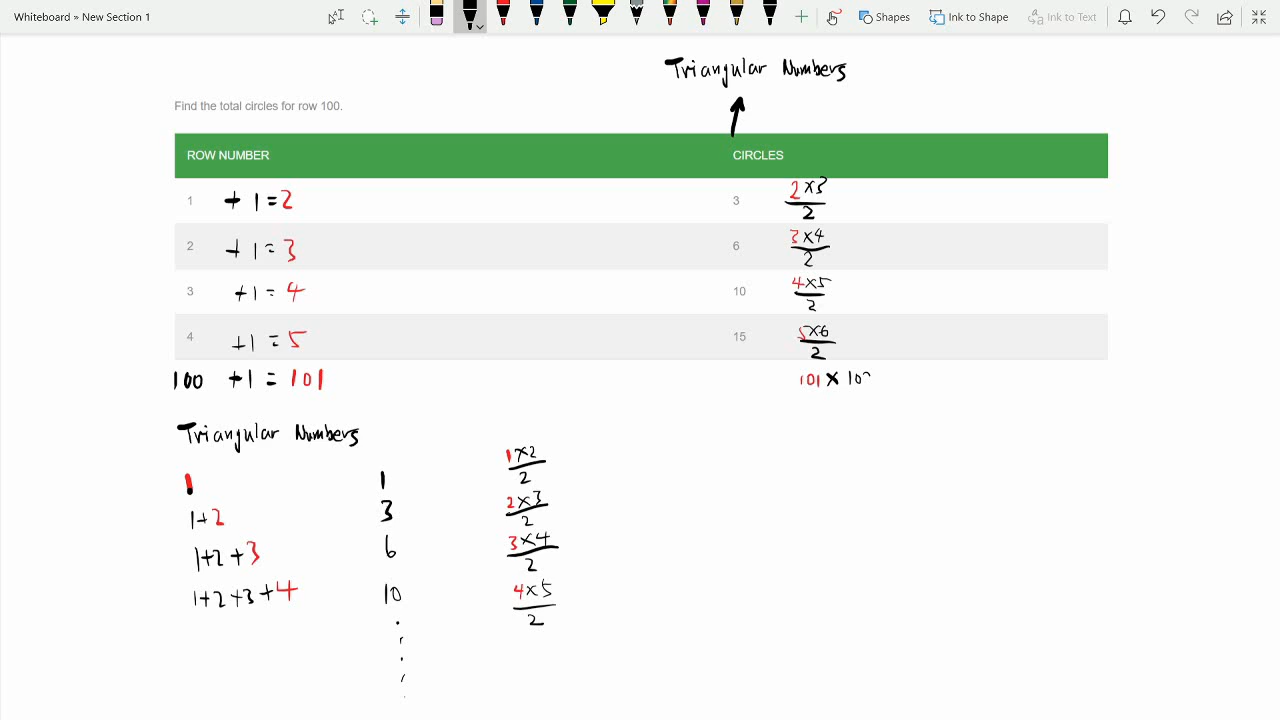 Whiteboard » New Section 1
Shapes Ink to Shape Ink to Text
Triangular Numbers
Find the total circles for row 100.
ROW NUMBER CIRCLES
1 + 1 = 2 3 2×3/2
2 + 1 = 3 6 3×4/2
3 +1 = 4 10 4×5/2
4 +1 = 5 15 5×6/2
100 +1 = 101 101 × 10
Triangular Numbers
1 1 1×2/2
1+2 3 2×3/2
1+2+3 6 3×4/2
1+2+3+4 10 4×5/2